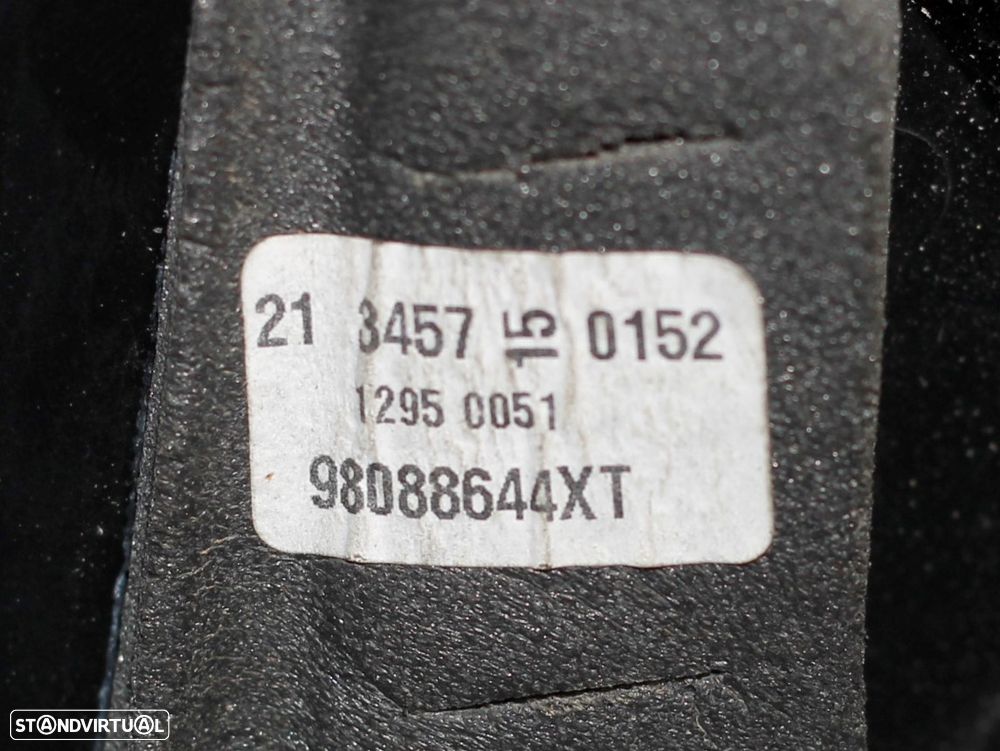 21 3457 15 0152
1295 0051
98088644XT
STANDVIRTUAL